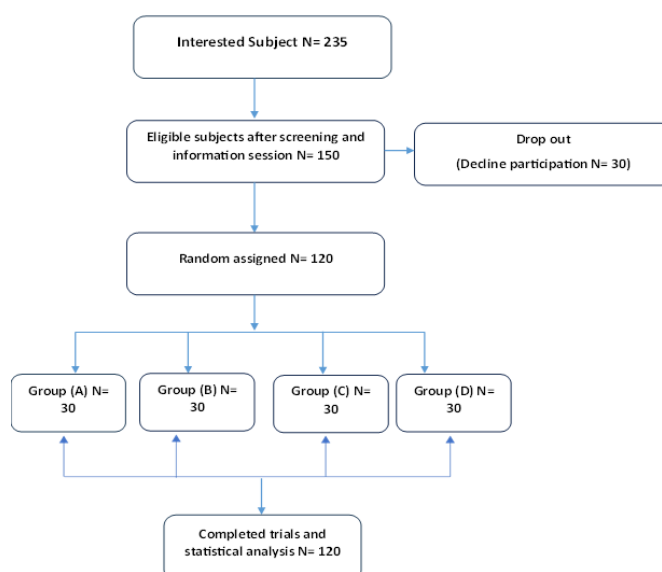 Interested Subject N= 235
Eligible subjects after screening and
information session N= 150
Drop out
(Decline participation N= 30)
Random assigned N= 120
Group (A) N=
30
Group (B) N=
30
Group (C) N=
30
Group (D) N=
30
Completed trials and
statistical analysis N= 120